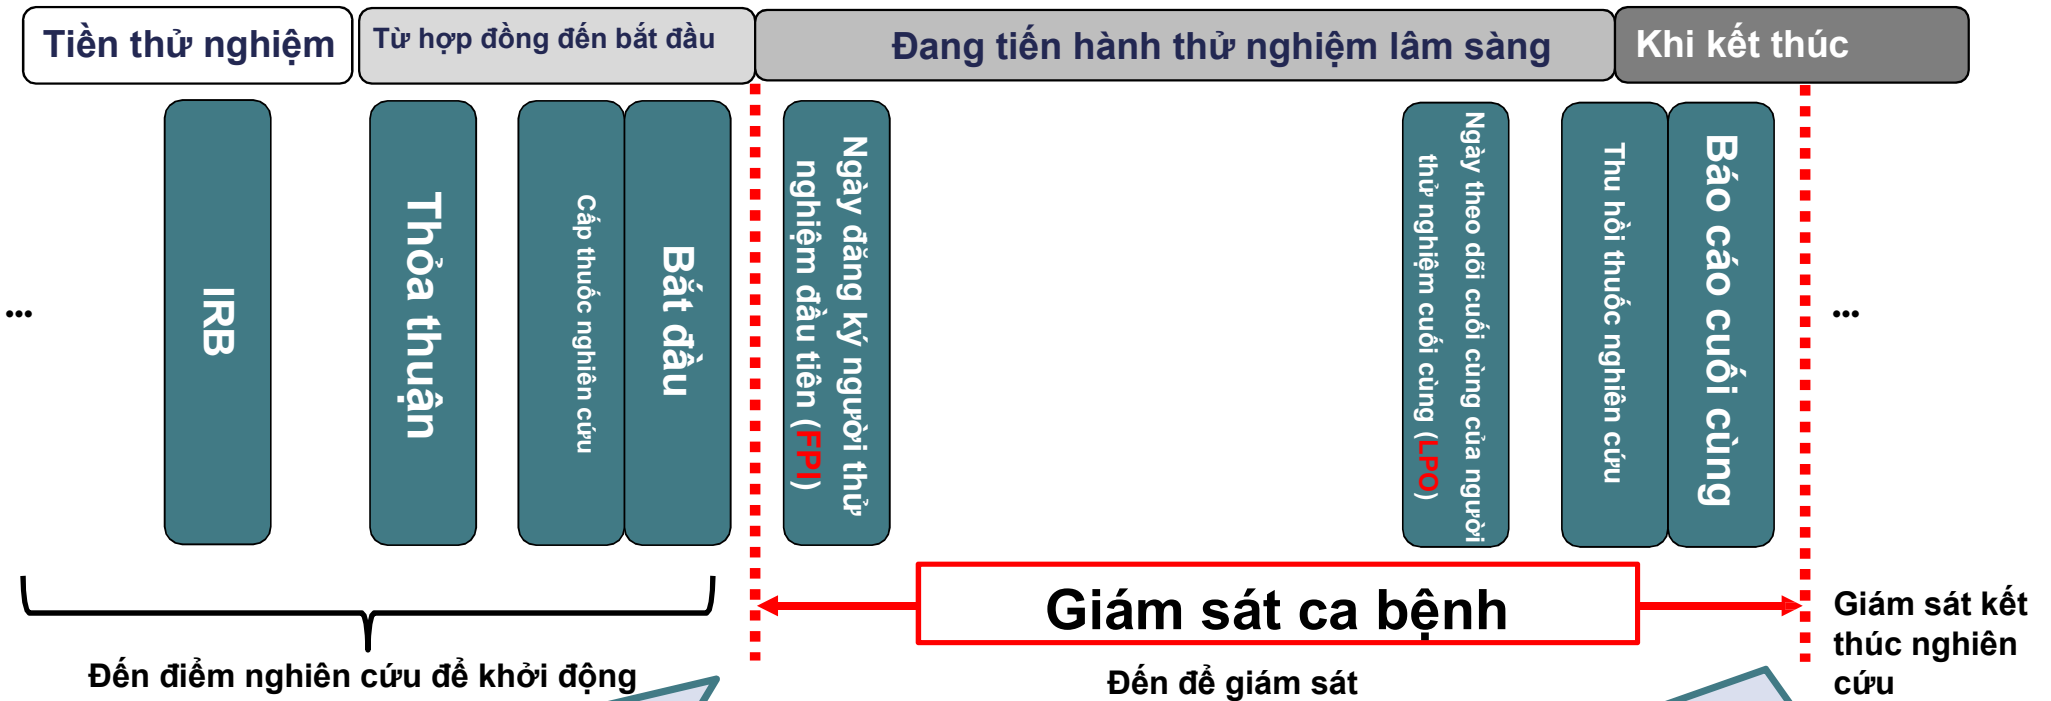 Tiền thử nghiệm
Từ hợp đồng đến bắt đầu
Đang tiến hành thử nghiệm lâm sàng
Khi kết thúc
...
IRB
Thỏa thuận
Cấp thuốc nghiên cứu
Bắt đầu
Ngày đăng ký người thử
nghiệm đầu tiên (FPI)
Ngày theo dõi cuối cùng của người
thử nghiệm cuối cùng (LPO)
Thu hồi thuốc nghiên cứu
Báo cáo cuối cùng
...
Giám sát ca bệnh
Đến điểm nghiên cứu để khởi động
Đến để giám sát
Giám sát kết
thúc nghiên
cứu